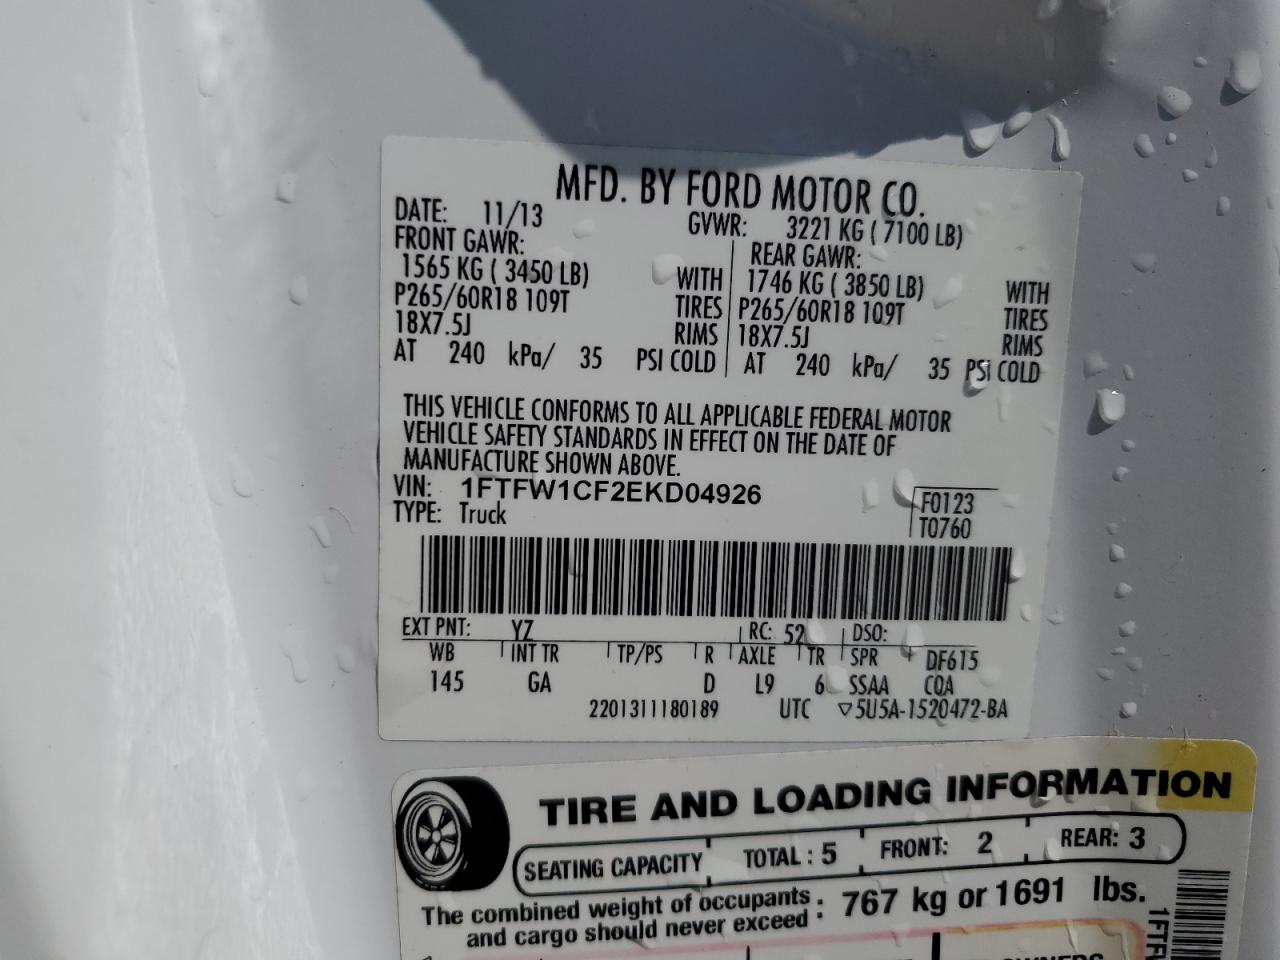 MFD. BY FORD MOTOR CO.
DATE: 11/13 GVWR: 3221 KG ( 7100 LB)
FRONT GAWR: REAR GAWR:
1565 KG ( 3450 LB) WITH 1746 KG ( 3850 LB) WITH
P265/60R18 109T TIRES P265/60R18 109T TIRES
18X7.5J RIMS 18X7.5J RIMS
AT 240 kPa/ 35 PSI COLD AT 240 kPa/ 35 PSI COLD
THIS VEHICLE CONFORMS TO ALL APPLICABLE FEDERAL MOTOR
VEHICLE SAFETY STANDARDS IN EFFECT ON THE DATE OF
MANUFACTURE SHOWN ABOVE.
VIN: 1FTFW1CF2EKD04926
TYPE: Truck
F0123
T0760
EXT PNT: YZ RC: 52 DSO:
WB INT TR TP/PS R AXLE TR SPR DF615
145 GA D L9 6 SSAA CQA
2201311180189 UTC ▽5U5A-1520472-BA
TIRE AND LOADING INFORMATION
SEATING CAPACITY TOTAL : 5 FRONT: 2 REAR: 3
The combined weight of occupants
and cargo should never exceed : 767 kg or 1691 lbs.